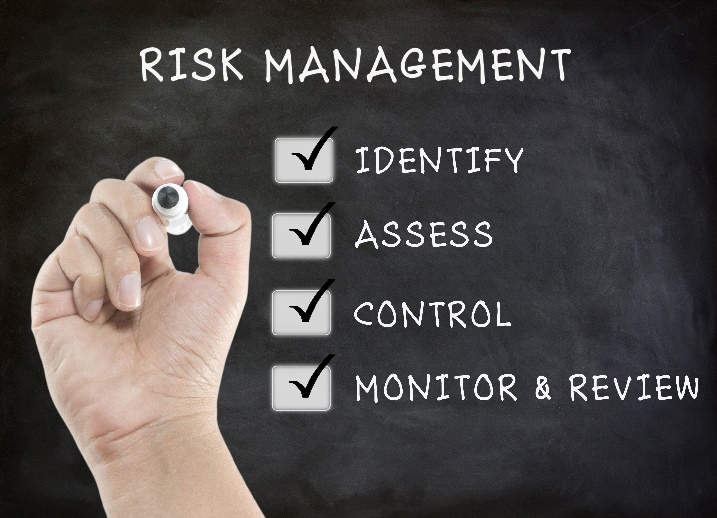 RISK MANAGEMENT
IDENTIFY
ASSESS
CONTROL
MONITOR & REVIEW